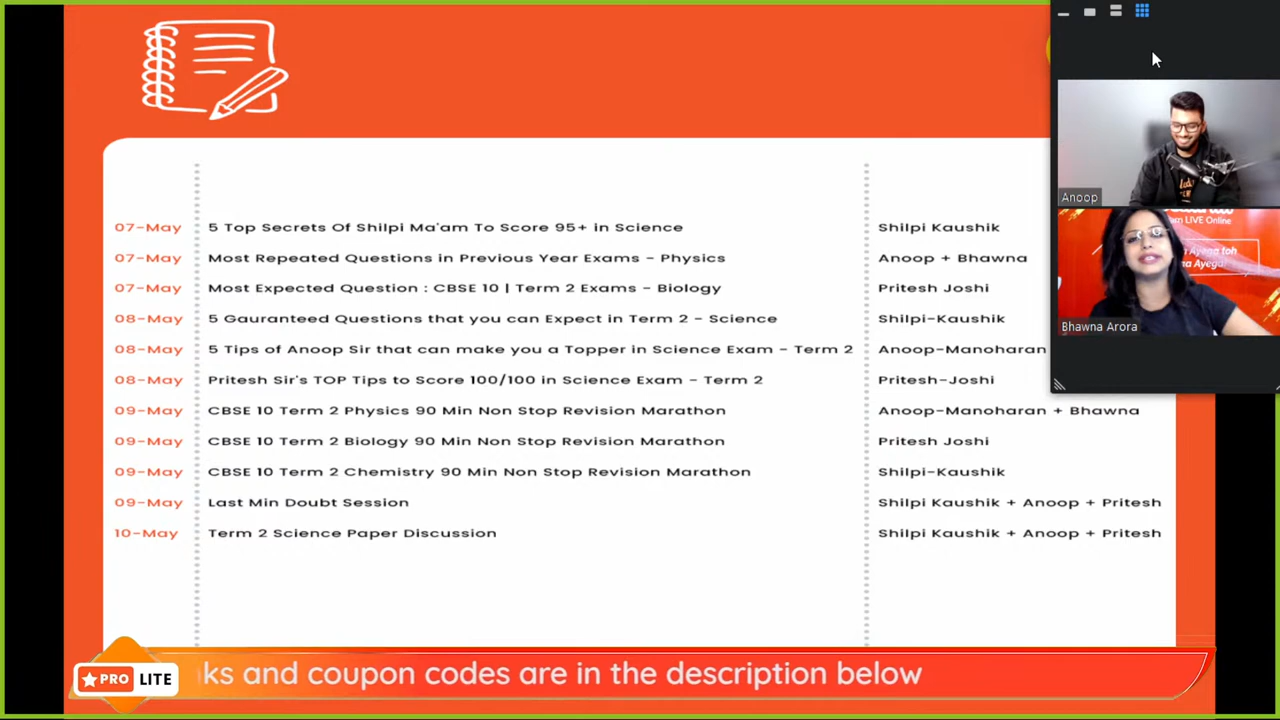 07-May 5 Top Secrets Of Shilpi Ma'am To Score 95+ in Science Shilpi Kaushik
07-May Most Repeated Questions in Previous Year Exams - Physics Anoop + Bhawna
07-May Most Expected Question : CBSE 10 | Term 2 Exams - Biology Pritesh Joshi
08-May 5 Gauranteed Questions that you can Expect in Term 2 - Science Shilpi-Kaushik
08-May 5 Tips of Anoop Sir that can make you a Topper in Science Exam - Term 2 Anoop-Manoharan
08-May Pritesh Sir's TOP Tips to Score 100/100 in Science Exam - Term 2 Pritesh-Joshi
09-May CBSE 10 Term 2 Physics 90 Min Non Stop Revision Marathon Anoop-Manoharan + Bhawna
09-May CBSE 10 Term 2 Biology 90 Min Non Stop Revision Marathon Pritesh Joshi
09-May CBSE 10 Term 2 Chemistry 90 Min Non Stop Revision Marathon Shilpi-Kaushik
09-May Last Min Doubt Session Shilpi Kaushik + Anoop + Pritesh
10-May Term 2 Science Paper Discussion Shilpi Kaushik + Anoop + Pritesh
Anoop
LIVE Online
Ayega toh
Ayega!
Bhawna Arora
PRO LITE
ks and coupon codes are in the description below